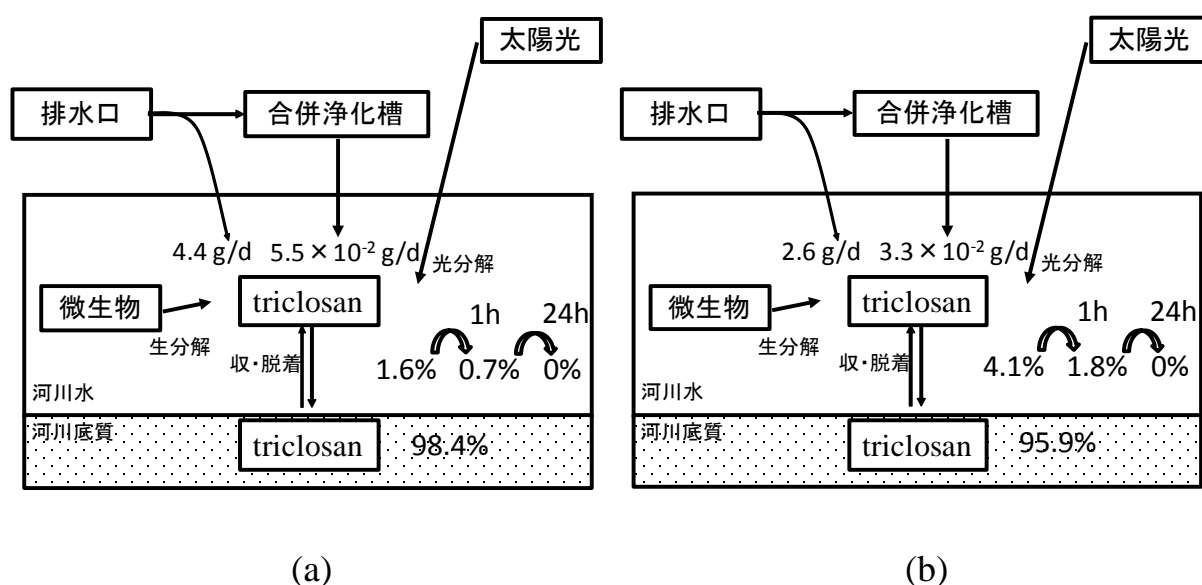 太陽光
排水口
合併浄化槽
4.4 g/d
5.5 × 10-2 g/d
光分解
微生物
triclosan
生分解
1h
24h
収・脱着
1.6%
0.7%
0%
河川水
河川底質
triclosan
98.4%
(a)
太陽光
排水口
合併浄化槽
2.6 g/d
3.3 × 10-2 g/d
光分解
微生物
triclosan
生分解
1h
24h
収・脱着
4.1%
1.8%
0%
河川水
河川底質
triclosan
95.9%
(b)